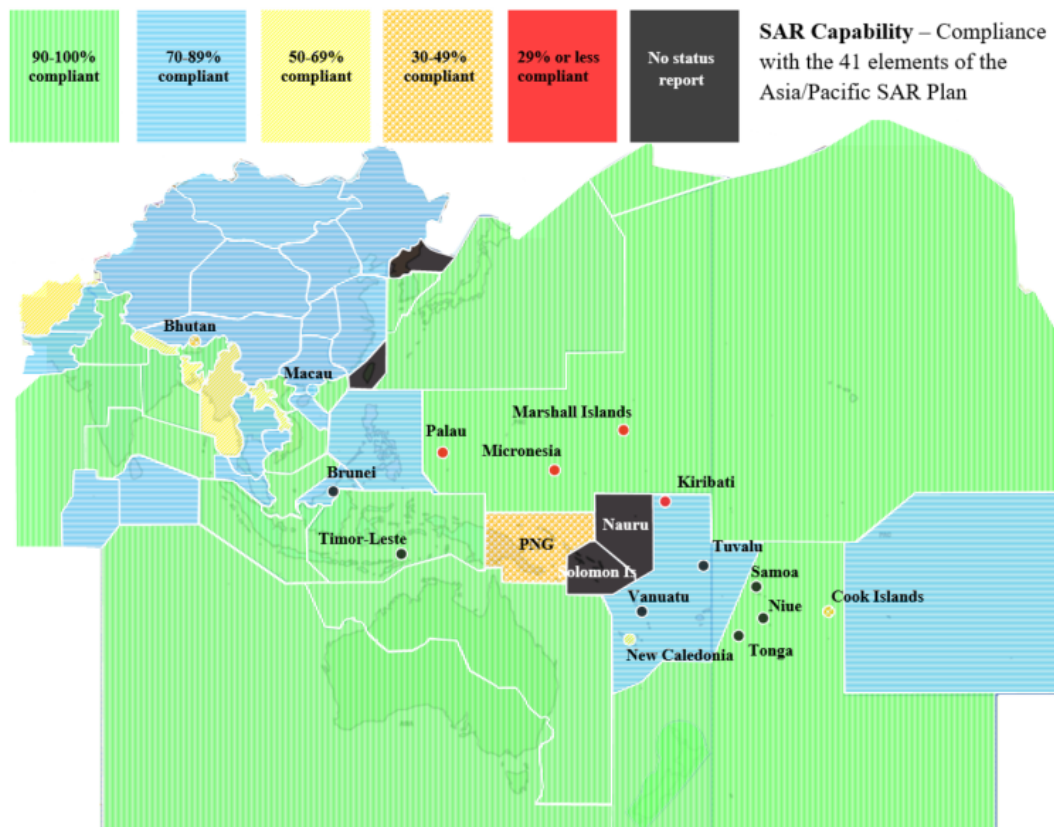 90-100%
compliant
70-89%
compliant
50-69%
compliant
30-49%
compliant
29% or less
compliant
No status
report
SAR Capability – Compliance
with the 41 elements of the
Asia/Pacific SAR Plan
Bhutan
Macau
Marshall Islands
Palau
Micronesia
Brunei
Kiribati
Nauru
Timor-Leste
PNG
Tuvalu
Solomon Is
Samoa
Vanuatu
Niue
Cook Islands
New Caledonia
Tonga